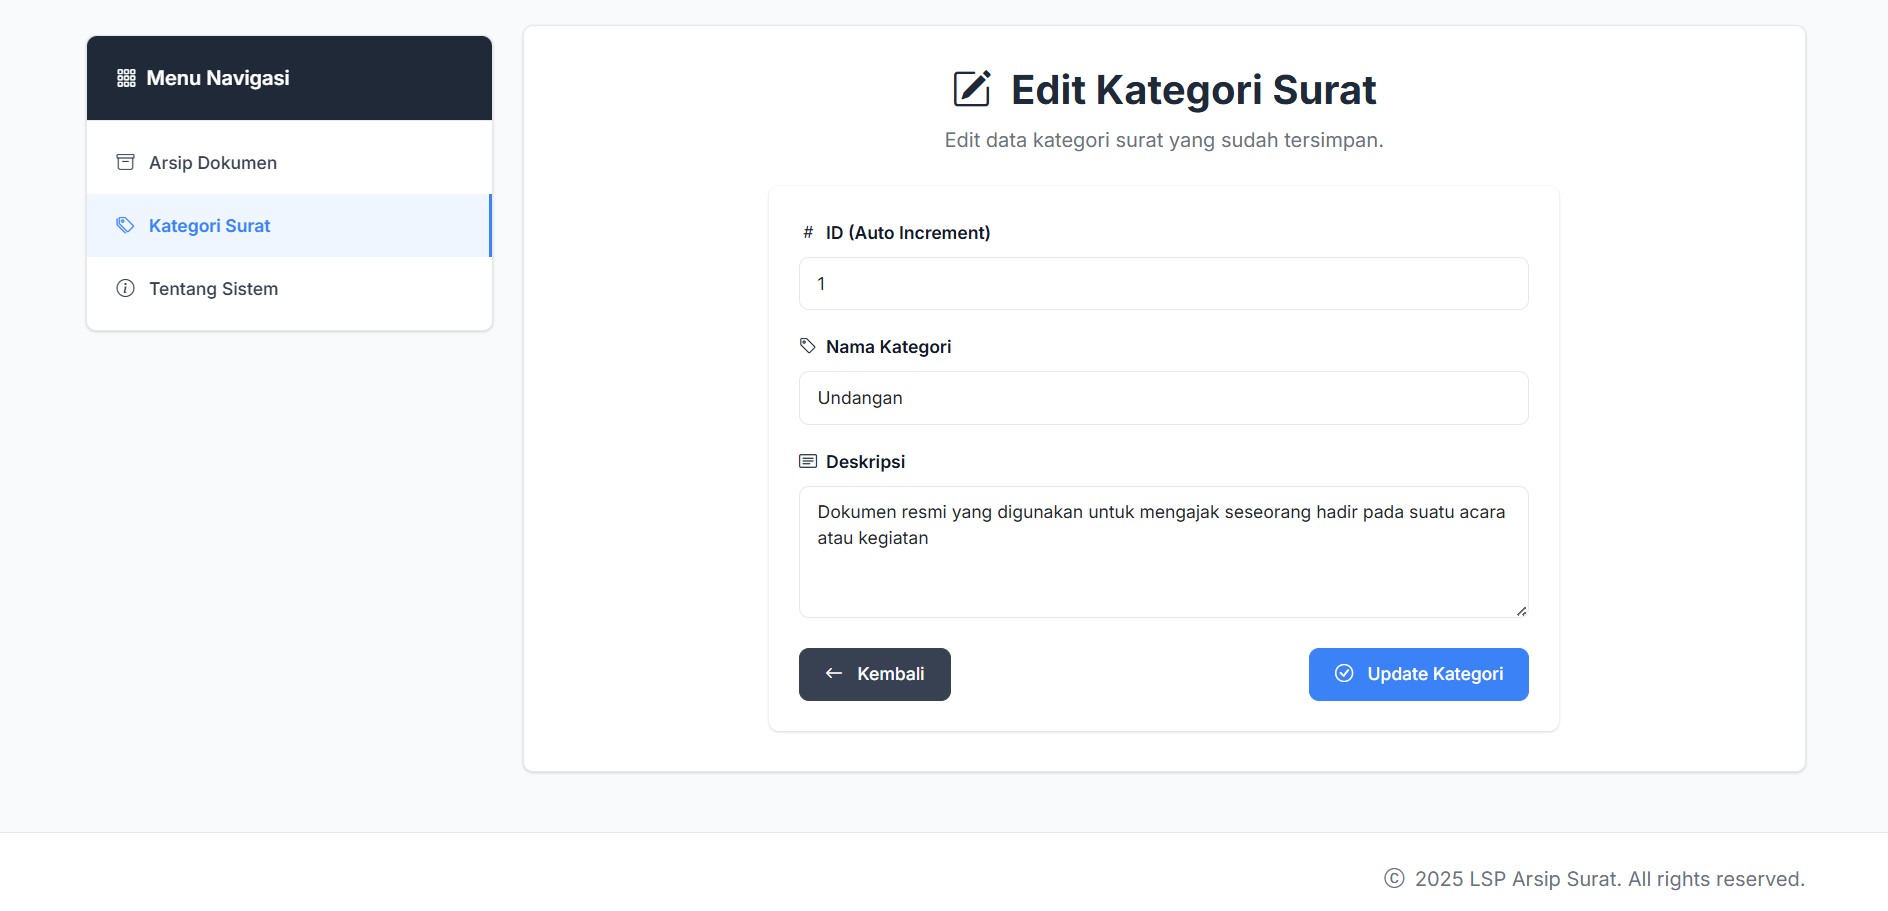 Menu Navigasi
Arsip Dokumen
Kategori Surat
Tentang Sistem
Edit Kategori Surat
Edit data kategori surat yang sudah tersimpan.
# ID (Auto Increment)
1
Nama Kategori
Undangan
Deskripsi
Dokumen resmi yang digunakan untuk mengajak seseorang hadir pada suatu acara
atau kegiatan
← Kembali
Update Kategori
© 2025 LSP Arsip Surat. All rights reserved.